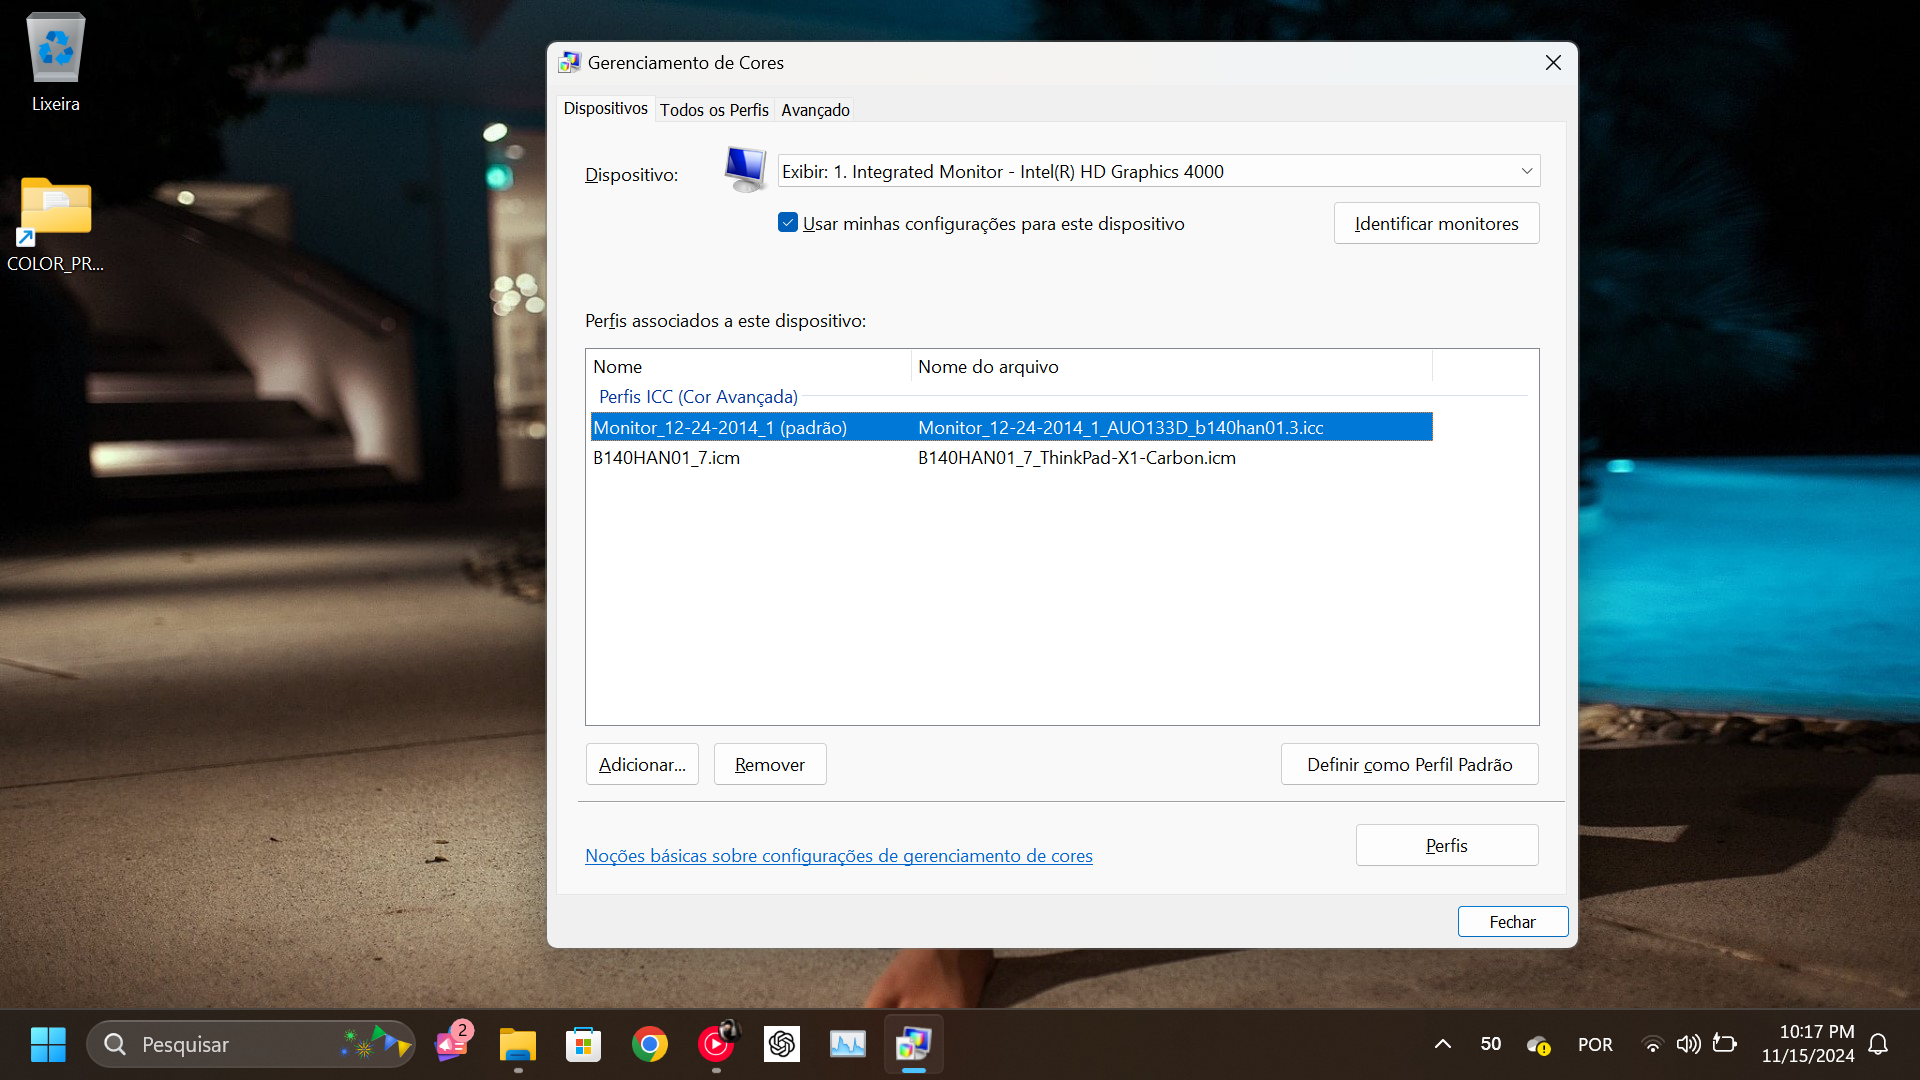 Lixeira
COLOR_PR...
Gerenciamento de Cores
Dispositivos
Todos os Perfis
Avançado
Dispositivo:
Exibir: 1. Integrated Monitor - Intel(R) HD Graphics 4000
Usar minhas configurações para este dispositivo
Identificar monitores
Perfis associados a este dispositivo:
Nome
Nome do arquivo
Perfis ICC (Cor Avançada)
Monitor_12-24-2014_1 (padrão)
Monitor_12-24-2014_1_AUO133D_b140han01.3.icc
B140HAN01_7.icm
B140HAN01_7_ThinkPad-X1-Carbon.icm
Adicionar...
Remover
Definir como Perfil Padrão
Noções básicas sobre configurações de gerenciamento de cores
Perfis
Fechar
Pesquisar
2
50
POR
10:17 PM
11/15/2024